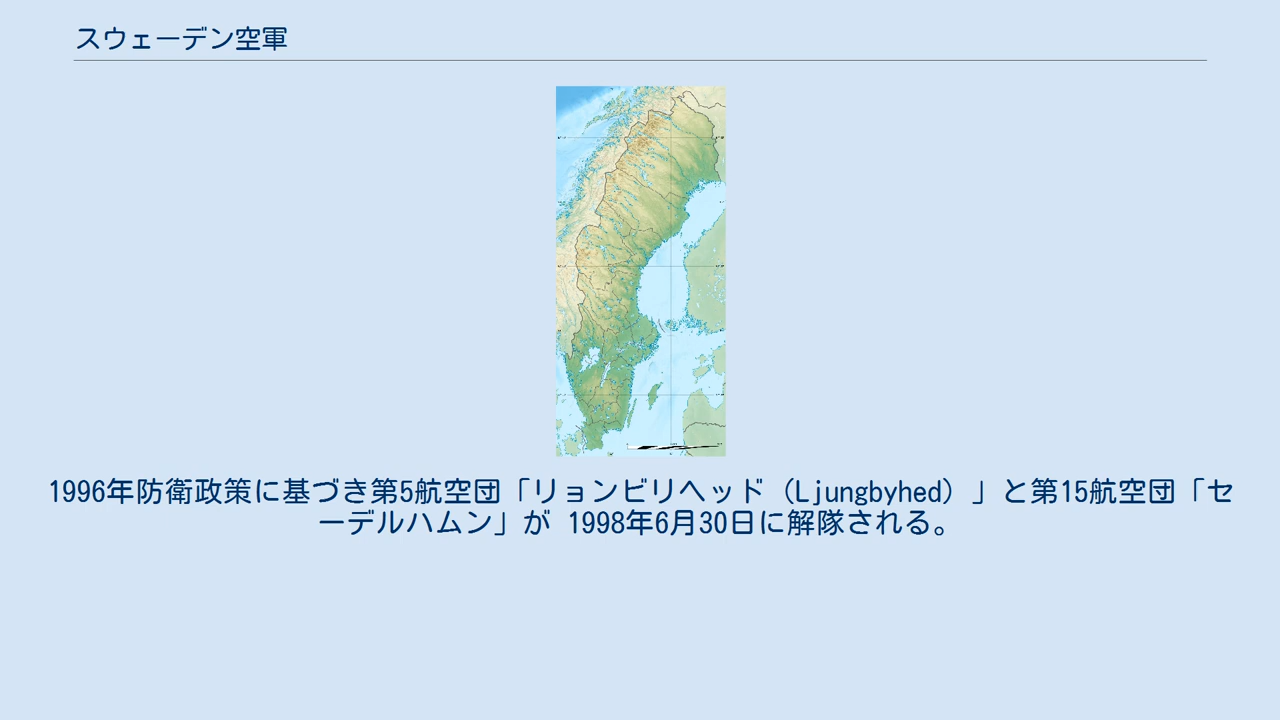 スウェーデン空軍
1996年防衛政策に基づき第5航空団「リョンビリヘッド（Ljungbyhed）」と第15航空団「セ
ーデルハムン」が 1998年6月30日に解隊される。